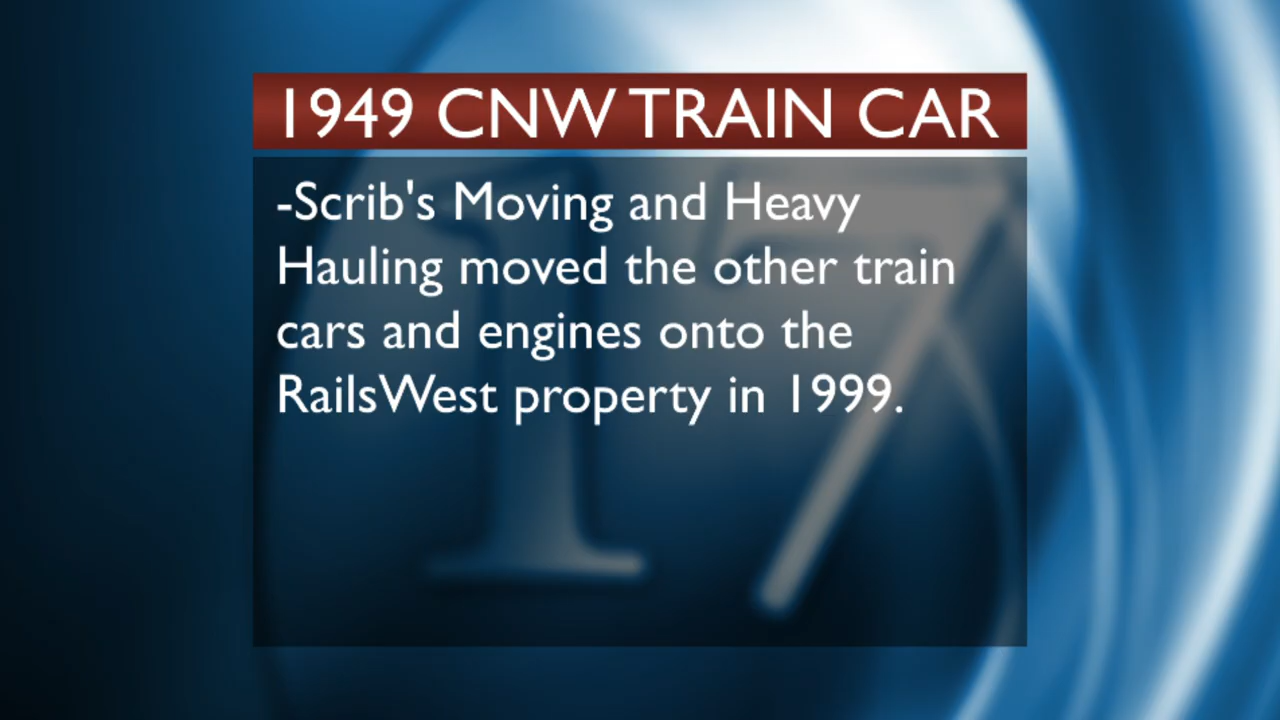 1949 CNW TRAIN CAR
-Scrib's Moving and Heavy
Hauling moved the other train
cars and engines onto the
RailsWest property in 1999.
17